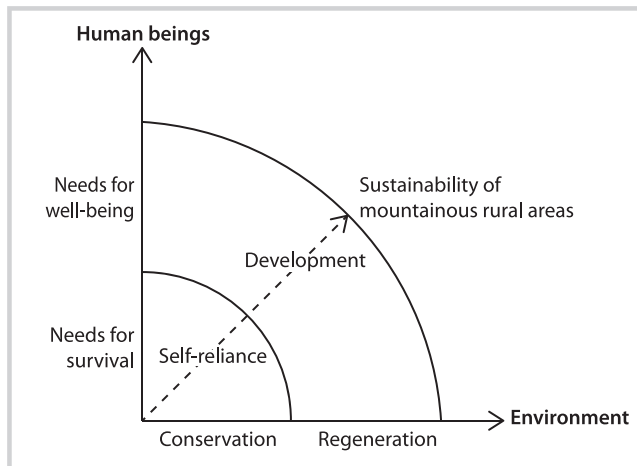 Human beings
Needs for
well-being
Sustainability of
mountainous rural areas
Development
Needs for
survival
Self-reliance
Environment
Conservation
Regeneration